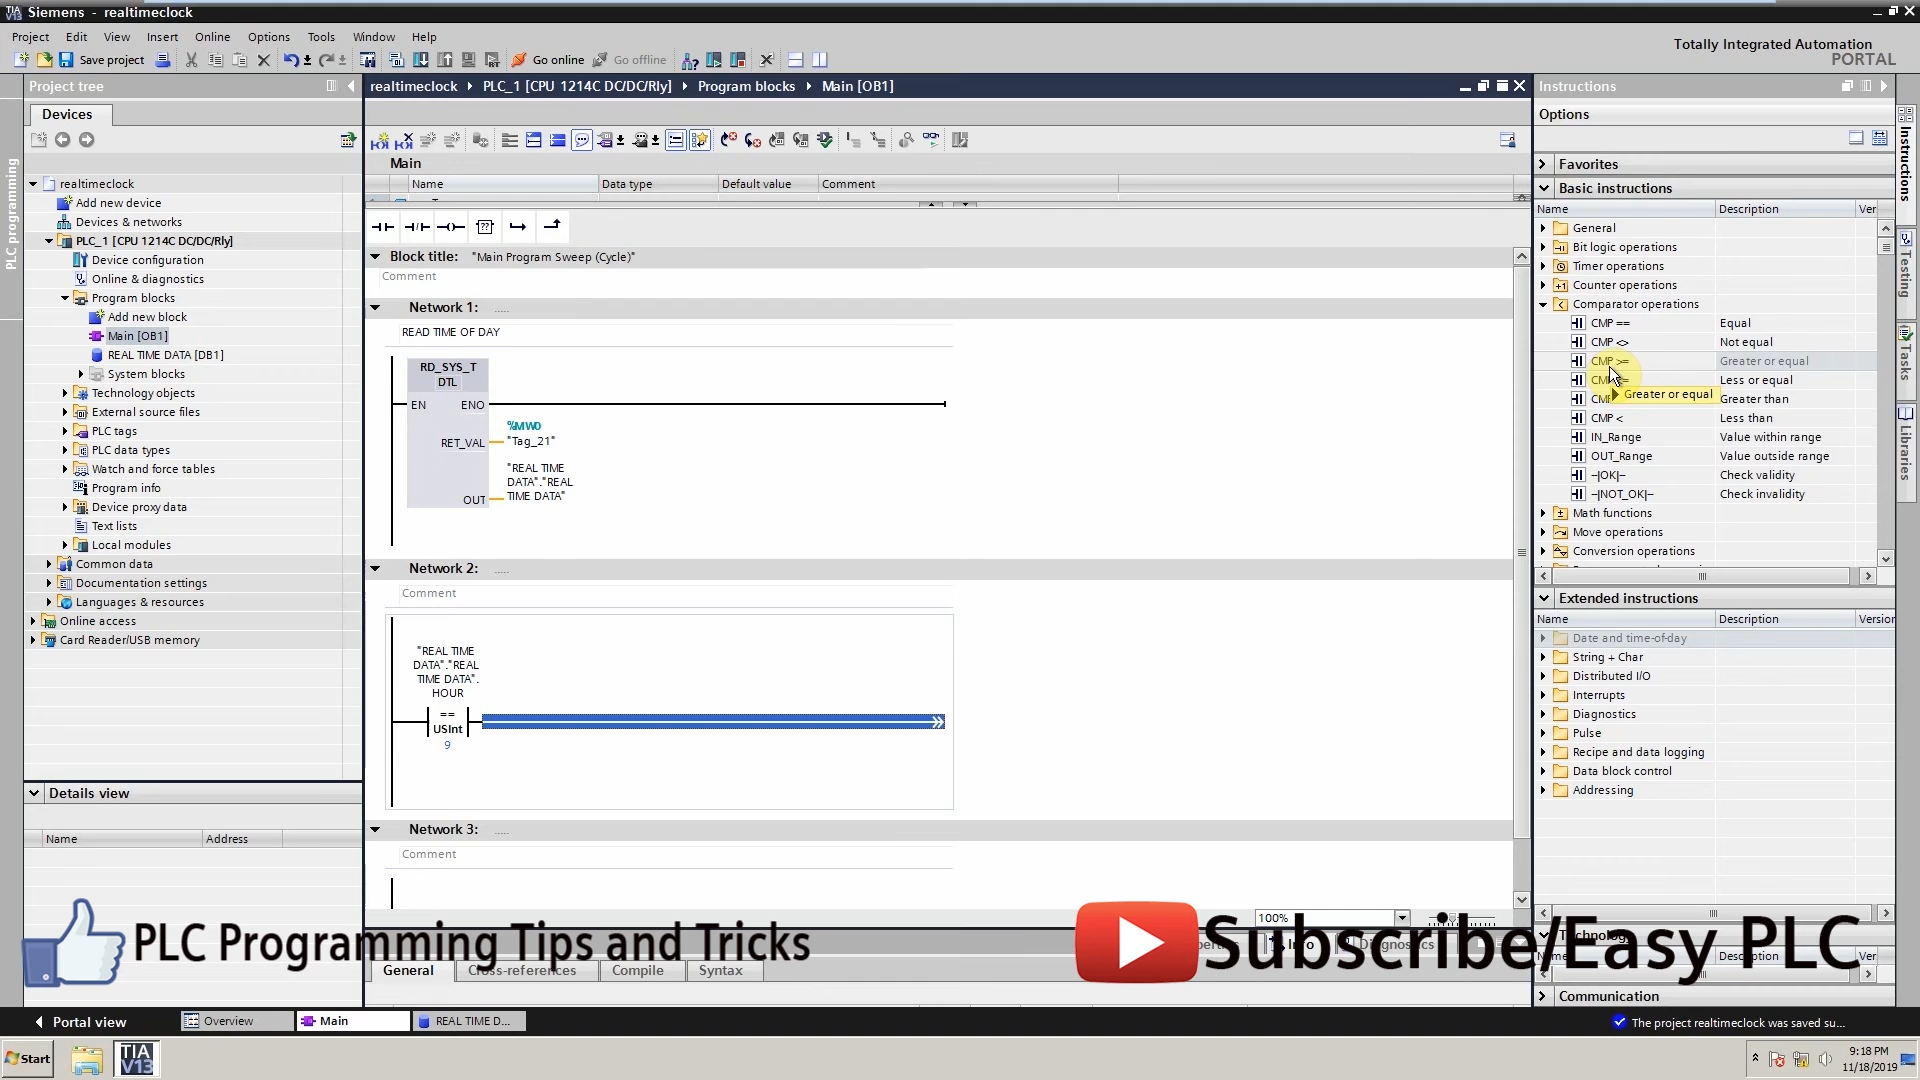 Siemens - realtimeclock
Project Edit View Insert Online Options Tools Window Help
Totally Integrated Automation
PORTAL
Save project
Go online
Go offline
Project tree
Devices
PLC programming
realtimeclock
Add new device
Devices & networks
PLC_1 [CPU 1214C DC/DC/Rly]
Device configuration
Online & diagnostics
Program blocks
Add new block
Main [OB1]
REAL TIME DATA [DB1]
System blocks
Technology objects
External source files
PLC tags
PLC data types
Watch and force tables
Program info
Device proxy data
Text lists
Local modules
Common data
Documentation settings
Languages & resources
Online access
Card Reader/USB memory
Details view
Name Address
realtimeclock PLC_1 [CPU 1214C DC/DC/Rly] Program blocks Main [OB1]
Main
Name Data type Default value Comment
Block title: "Main Program Sweep (Cycle)"
Comment
Network 1: .....
READ TIME OF DAY
RD_SYS_T
DTL
EN ENO
%MW0
RET_VAL "Tag_21"
"REAL TIME
DATA"."REAL
OUT TIME DATA"
Network 2: .....
Comment
"REAL TIME
DATA"."REAL
TIME DATA".
HOUR
==
USInt
9
Network 3: .....
Comment
100%
Info
Diagnostics
General Cross-references Compile Syntax
Instructions
Options
Favorites
Basic instructions
Name Description Ver
General
Bit logic operations
Timer operations
Counter operations
Comparator operations
CMP == Equal
CMP <> Not equal
CMP >= Greater or equal
Less or equal
Greater or equal
Greater than
CMP < Less than
IN_Range Value within range
OUT_Range Value outside range
-|OK|- Check validity
-|NOT_OK|- Check invalidity
Math functions
Move operations
Conversion operations
Extended instructions
Name Description Version
Date and time-of-day
String + Char
Distributed I/O
Interrupts
Diagnostics
Pulse
Recipe and data logging
Data block control
Addressing
Technology
Description Ver
Communication
Instructions
Testing
Tasks
Libraries
PLC Programming Tips and Tricks
Subscribe/Easy PLC
Portal view
Overview
Main
REAL TIME D...
The project realtimeclock was saved su...
Start
TIA
V13
9:18 PM
11/18/2019